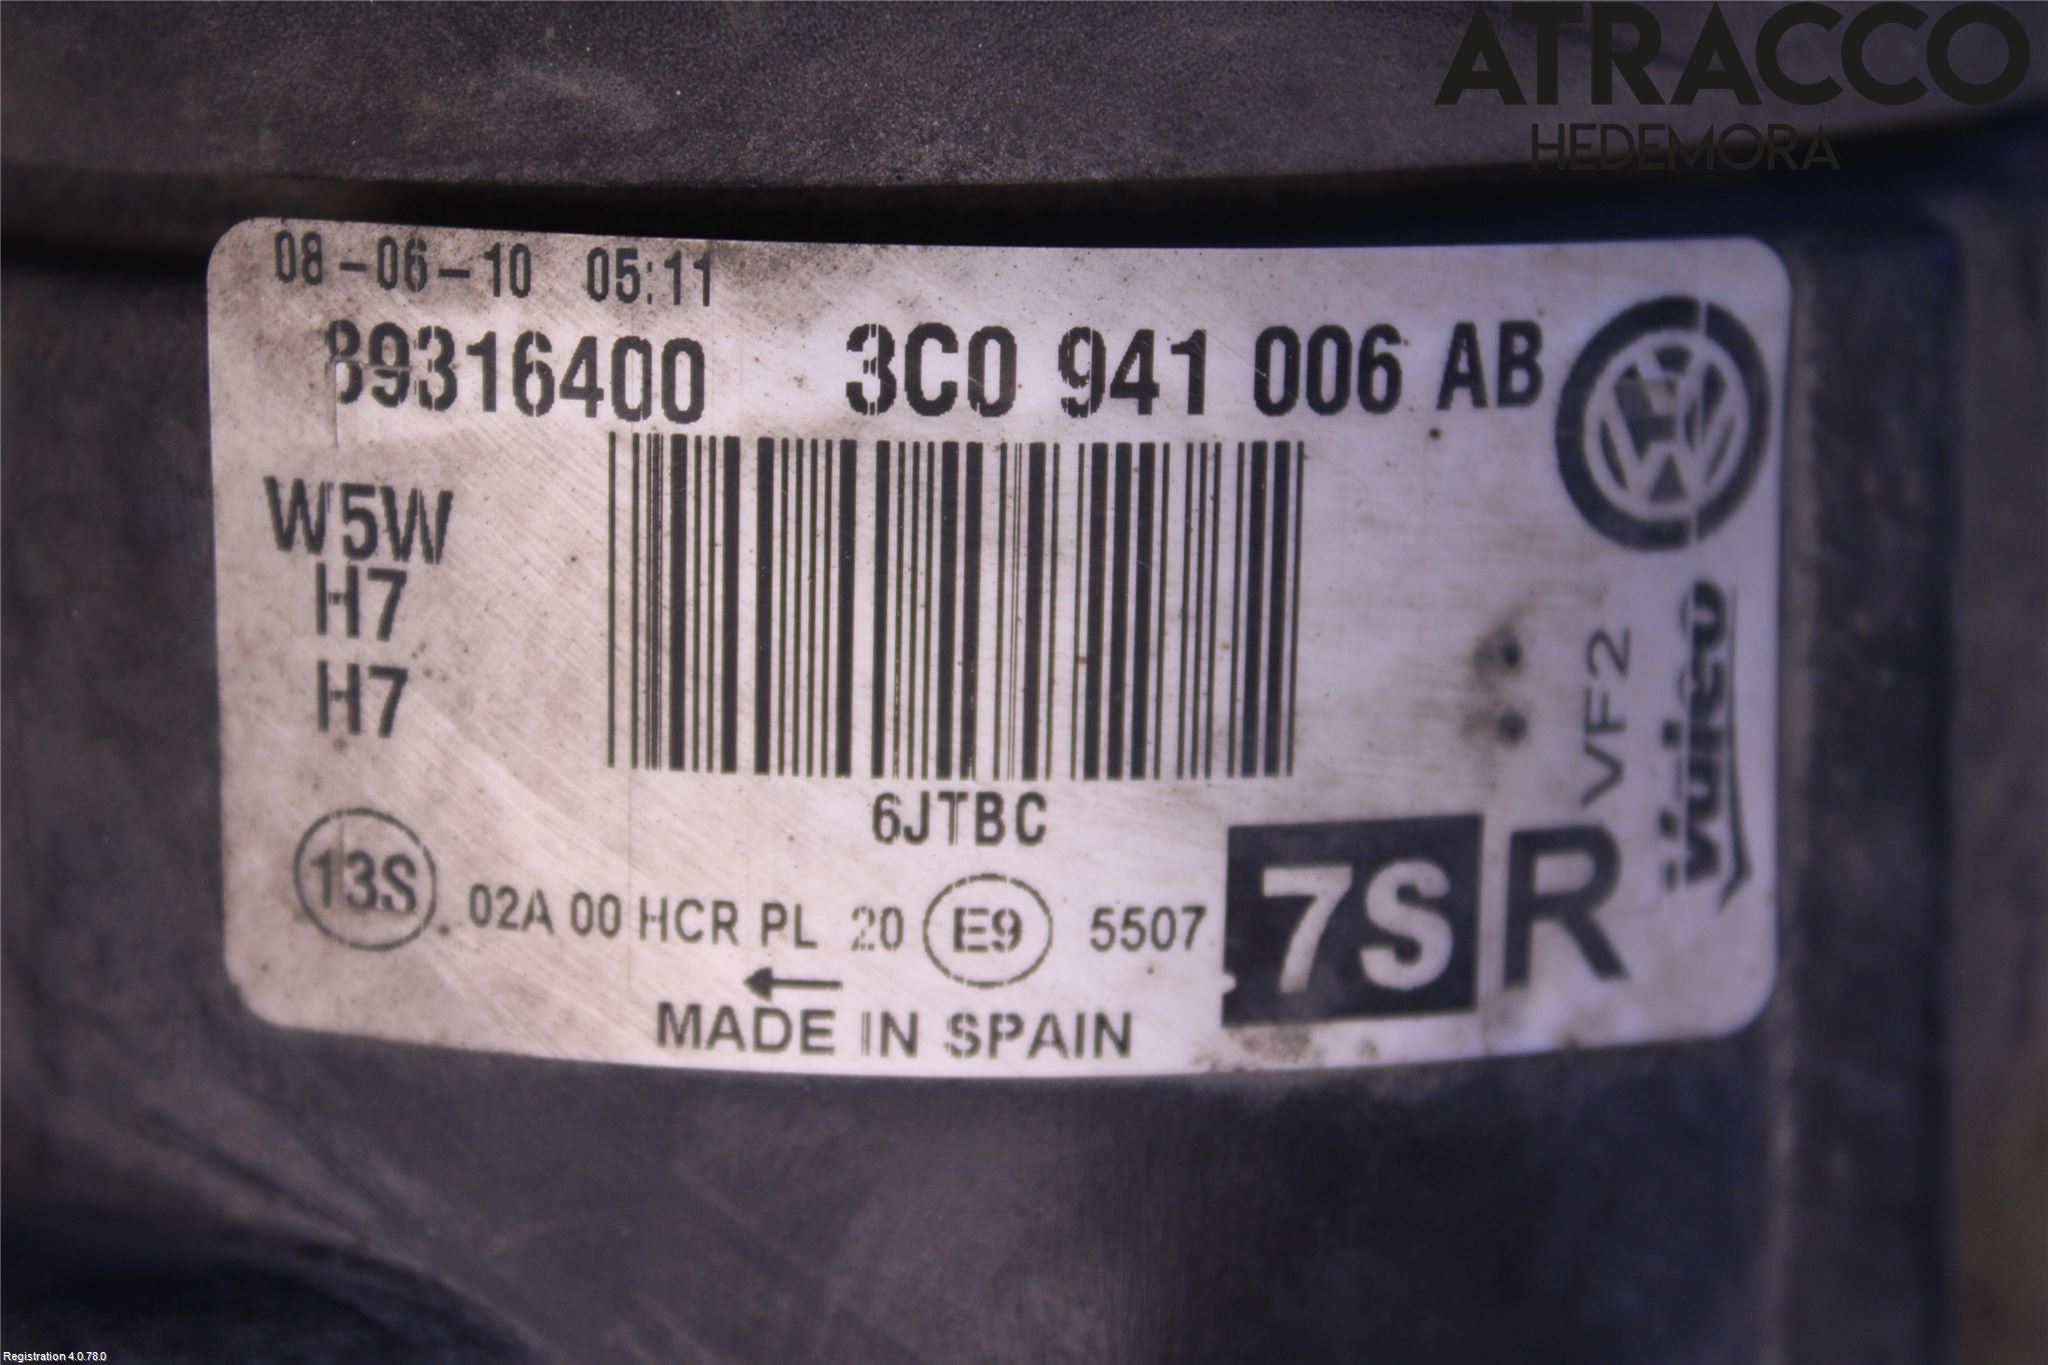 ATRACCO
HEDEMORA
08-06-10 05:11
89316400 3C0 941 006 AB
W5W
H7
H7
6JTBC
VF2
Valeo
13S 02A 00 HCR PL 20 E9 5507 7S R
MADE IN SPAIN
Registration 4.0.78.0